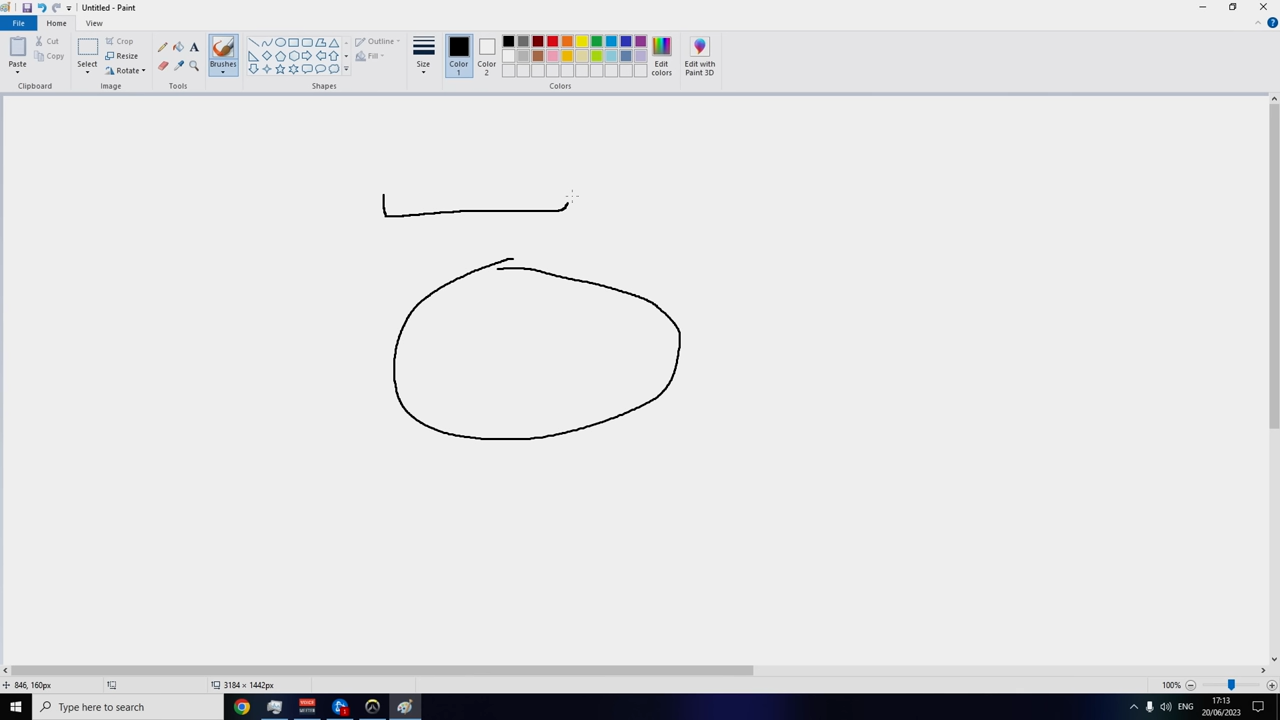 Untitled - Paint
File
Home
View
Paste
Cut
Copy
Clipboard
Select
Crop
Resize
Rotate
Image
A
Tools
Brushes
Outline
Fill
Shapes
Size
Color 1
Color 2
Edit colors
Colors
Edit with Paint 3D
846, 160px
3184 × 1442px
100%
Type here to search
ENG
17:13
20/06/2023